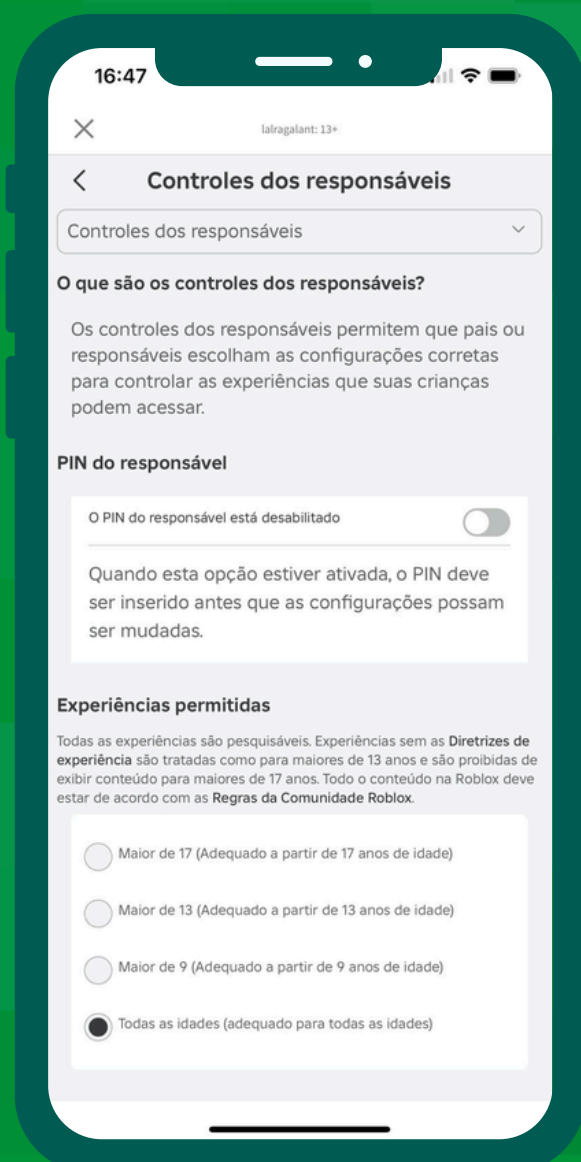 16:47
lalragalant: 13+
Controles dos responsáveis
Controles dos responsáveis
O que são os controles dos responsáveis?
Os controles dos responsáveis permitem que pais ou
responsáveis escolham as configurações corretas
para controlar as experiências que suas crianças
podem acessar.
PIN do responsável
O PIN do responsável está desabilitado
Quando esta opção estiver ativada, o PIN deve
ser inserido antes que as configurações possam
ser mudadas.
Experiências permitidas
Todas as experiências são pesquisáveis. Experiências sem as Diretrizes de
experiência são tratadas como para maiores de 13 anos e são proibidas de
exibir conteúdo para maiores de 17 anos. Todo o conteúdo na Roblox deve
estar de acordo com as Regras da Comunidade Roblox.
Maior de 17 (Adequado a partir de 17 anos de idade)
Maior de 13 (Adequado a partir de 13 anos de idade)
Maior de 9 (Adequado a partir de 9 anos de idade)
Todas as idades (adequado para todas as idades)